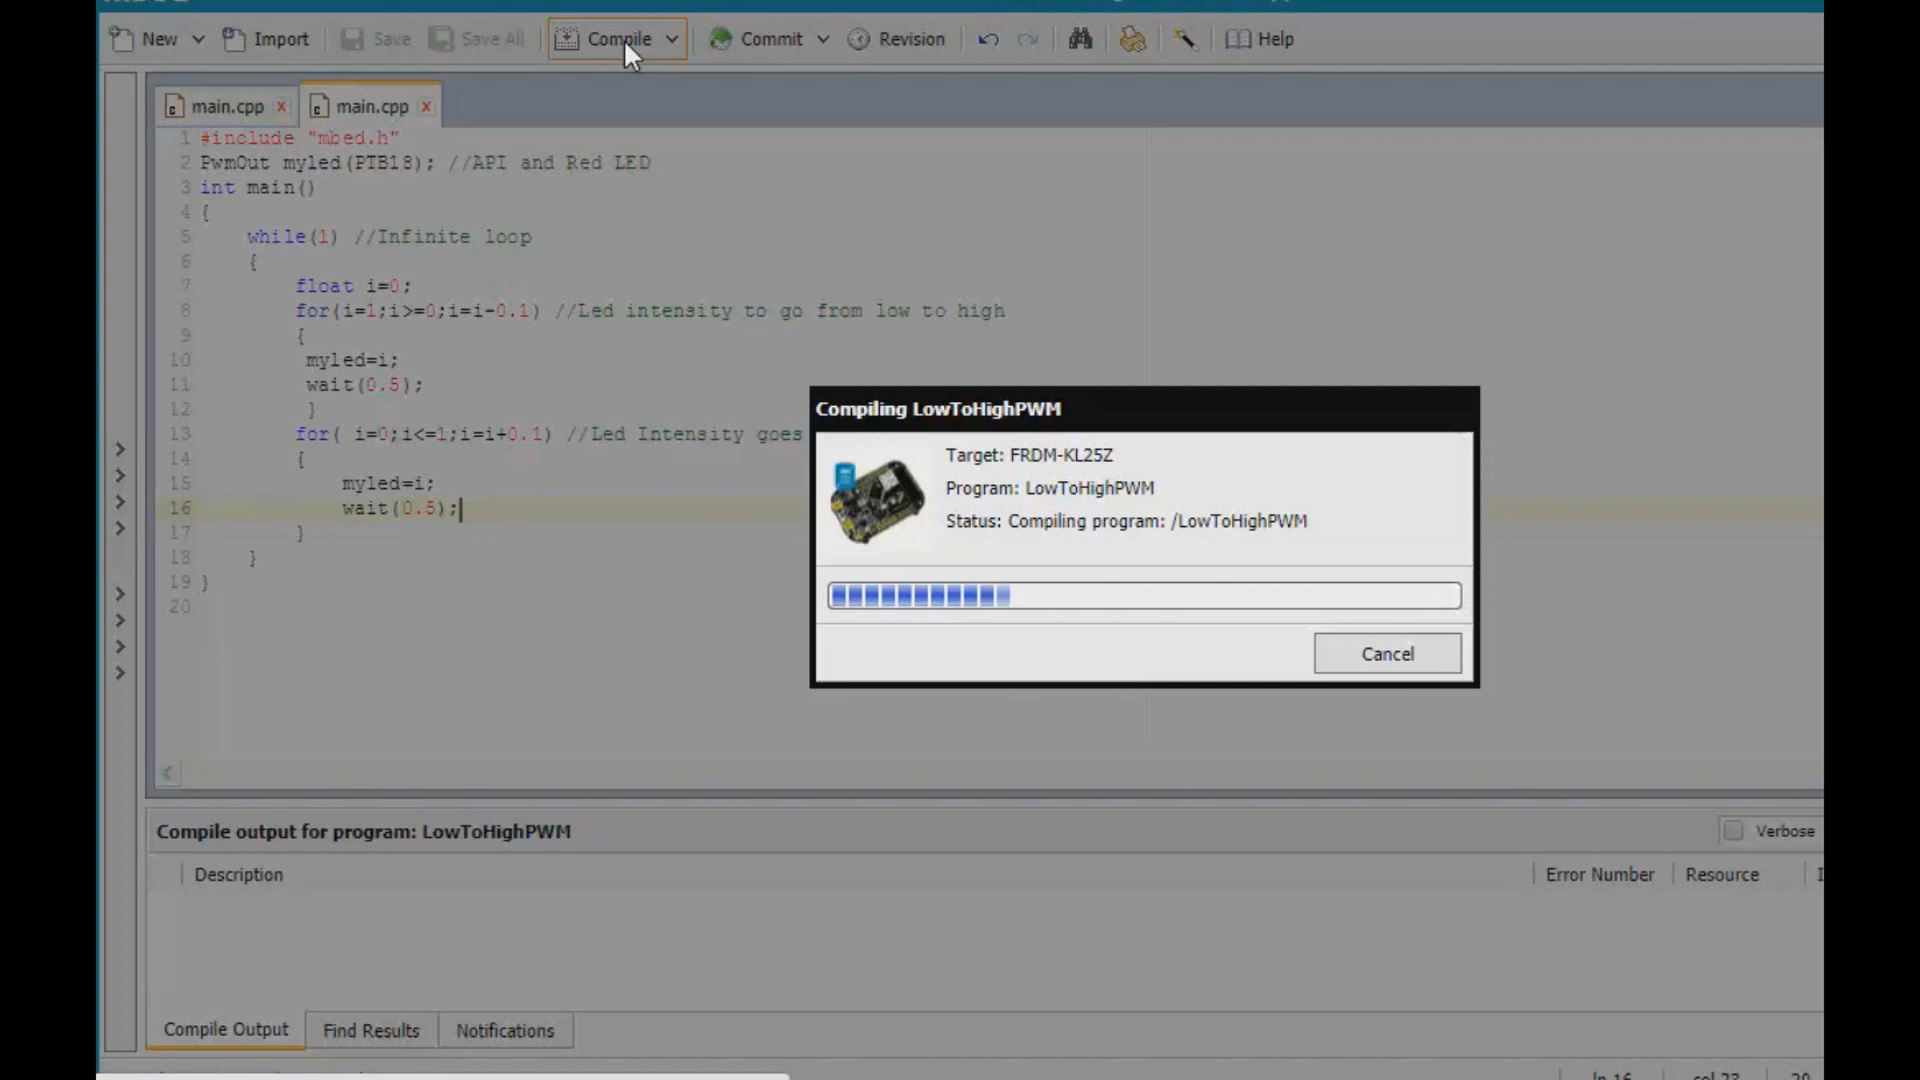 New Import Save Save All Compile Commit Revision Help
main.cpp x main.cpp x
1 #include "mbed.h"
2 PwmOut myled(PTB18); //API and Red LED
3 int main()
4 {
5 while(1) //Infinite loop
6 {
7 float i=0;
8 for(i=1;i>=0;i=i-0.1) //Led intensity to go from low to high
9 {
10 myled=i;
11 wait(0.5);
12 }
13 for( i=0;i<=1;i=i+0.1) //Led Intensity goes
14 {
15 myled=i;
16 wait(0.5);
17 }
18 }
19 }
20
Compiling LowToHighPWM
Target: FRDM-KL25Z
Program: LowToHighPWM
Status: Compiling program: /LowToHighPWM
Cancel
Compile output for program: LowToHighPWM Verbose
Description Error Number Resource
Compile Output Find Results Notifications
ln 16 col 23 20